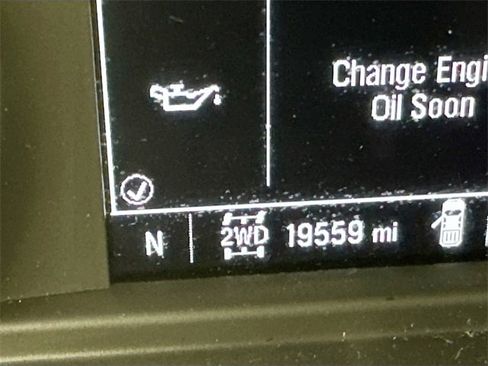 Change Engi
Oil Soon
N 2WD 19559 mi N